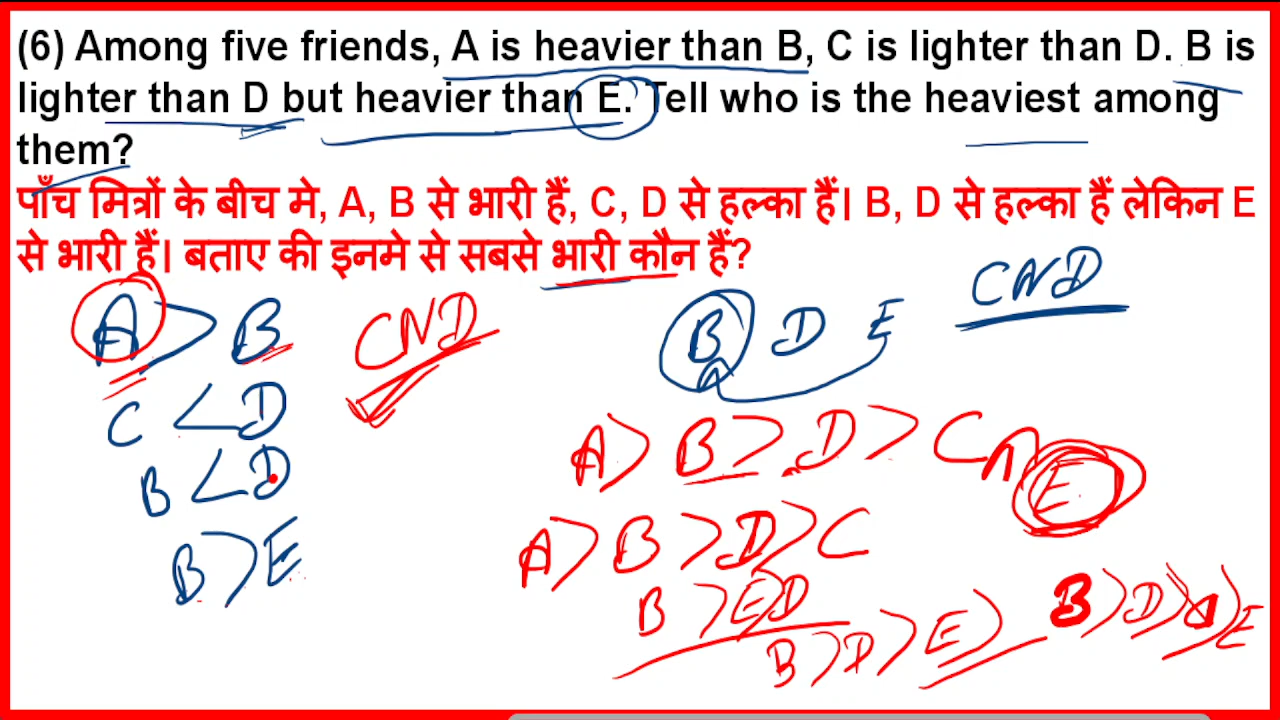 (6) Among five friends, A is heavier than B, C is lighter than D. B is
lighter than D but heavier than E. Tell who is the heaviest among
them?
पाँच मित्रों के बीच मे, A, B से भारी हैं, C, D से हल्का हैं। B, D से हल्का हैं लेकिन E
से भारी हैं। बताए की इनमे से सबसे भारी कौन हैं?
CND
A > B CND
B D E
C < D
A > B > D > C E
B < D
A > B > D > C
B > E
B > E D
B > D > E >
B > D > > E